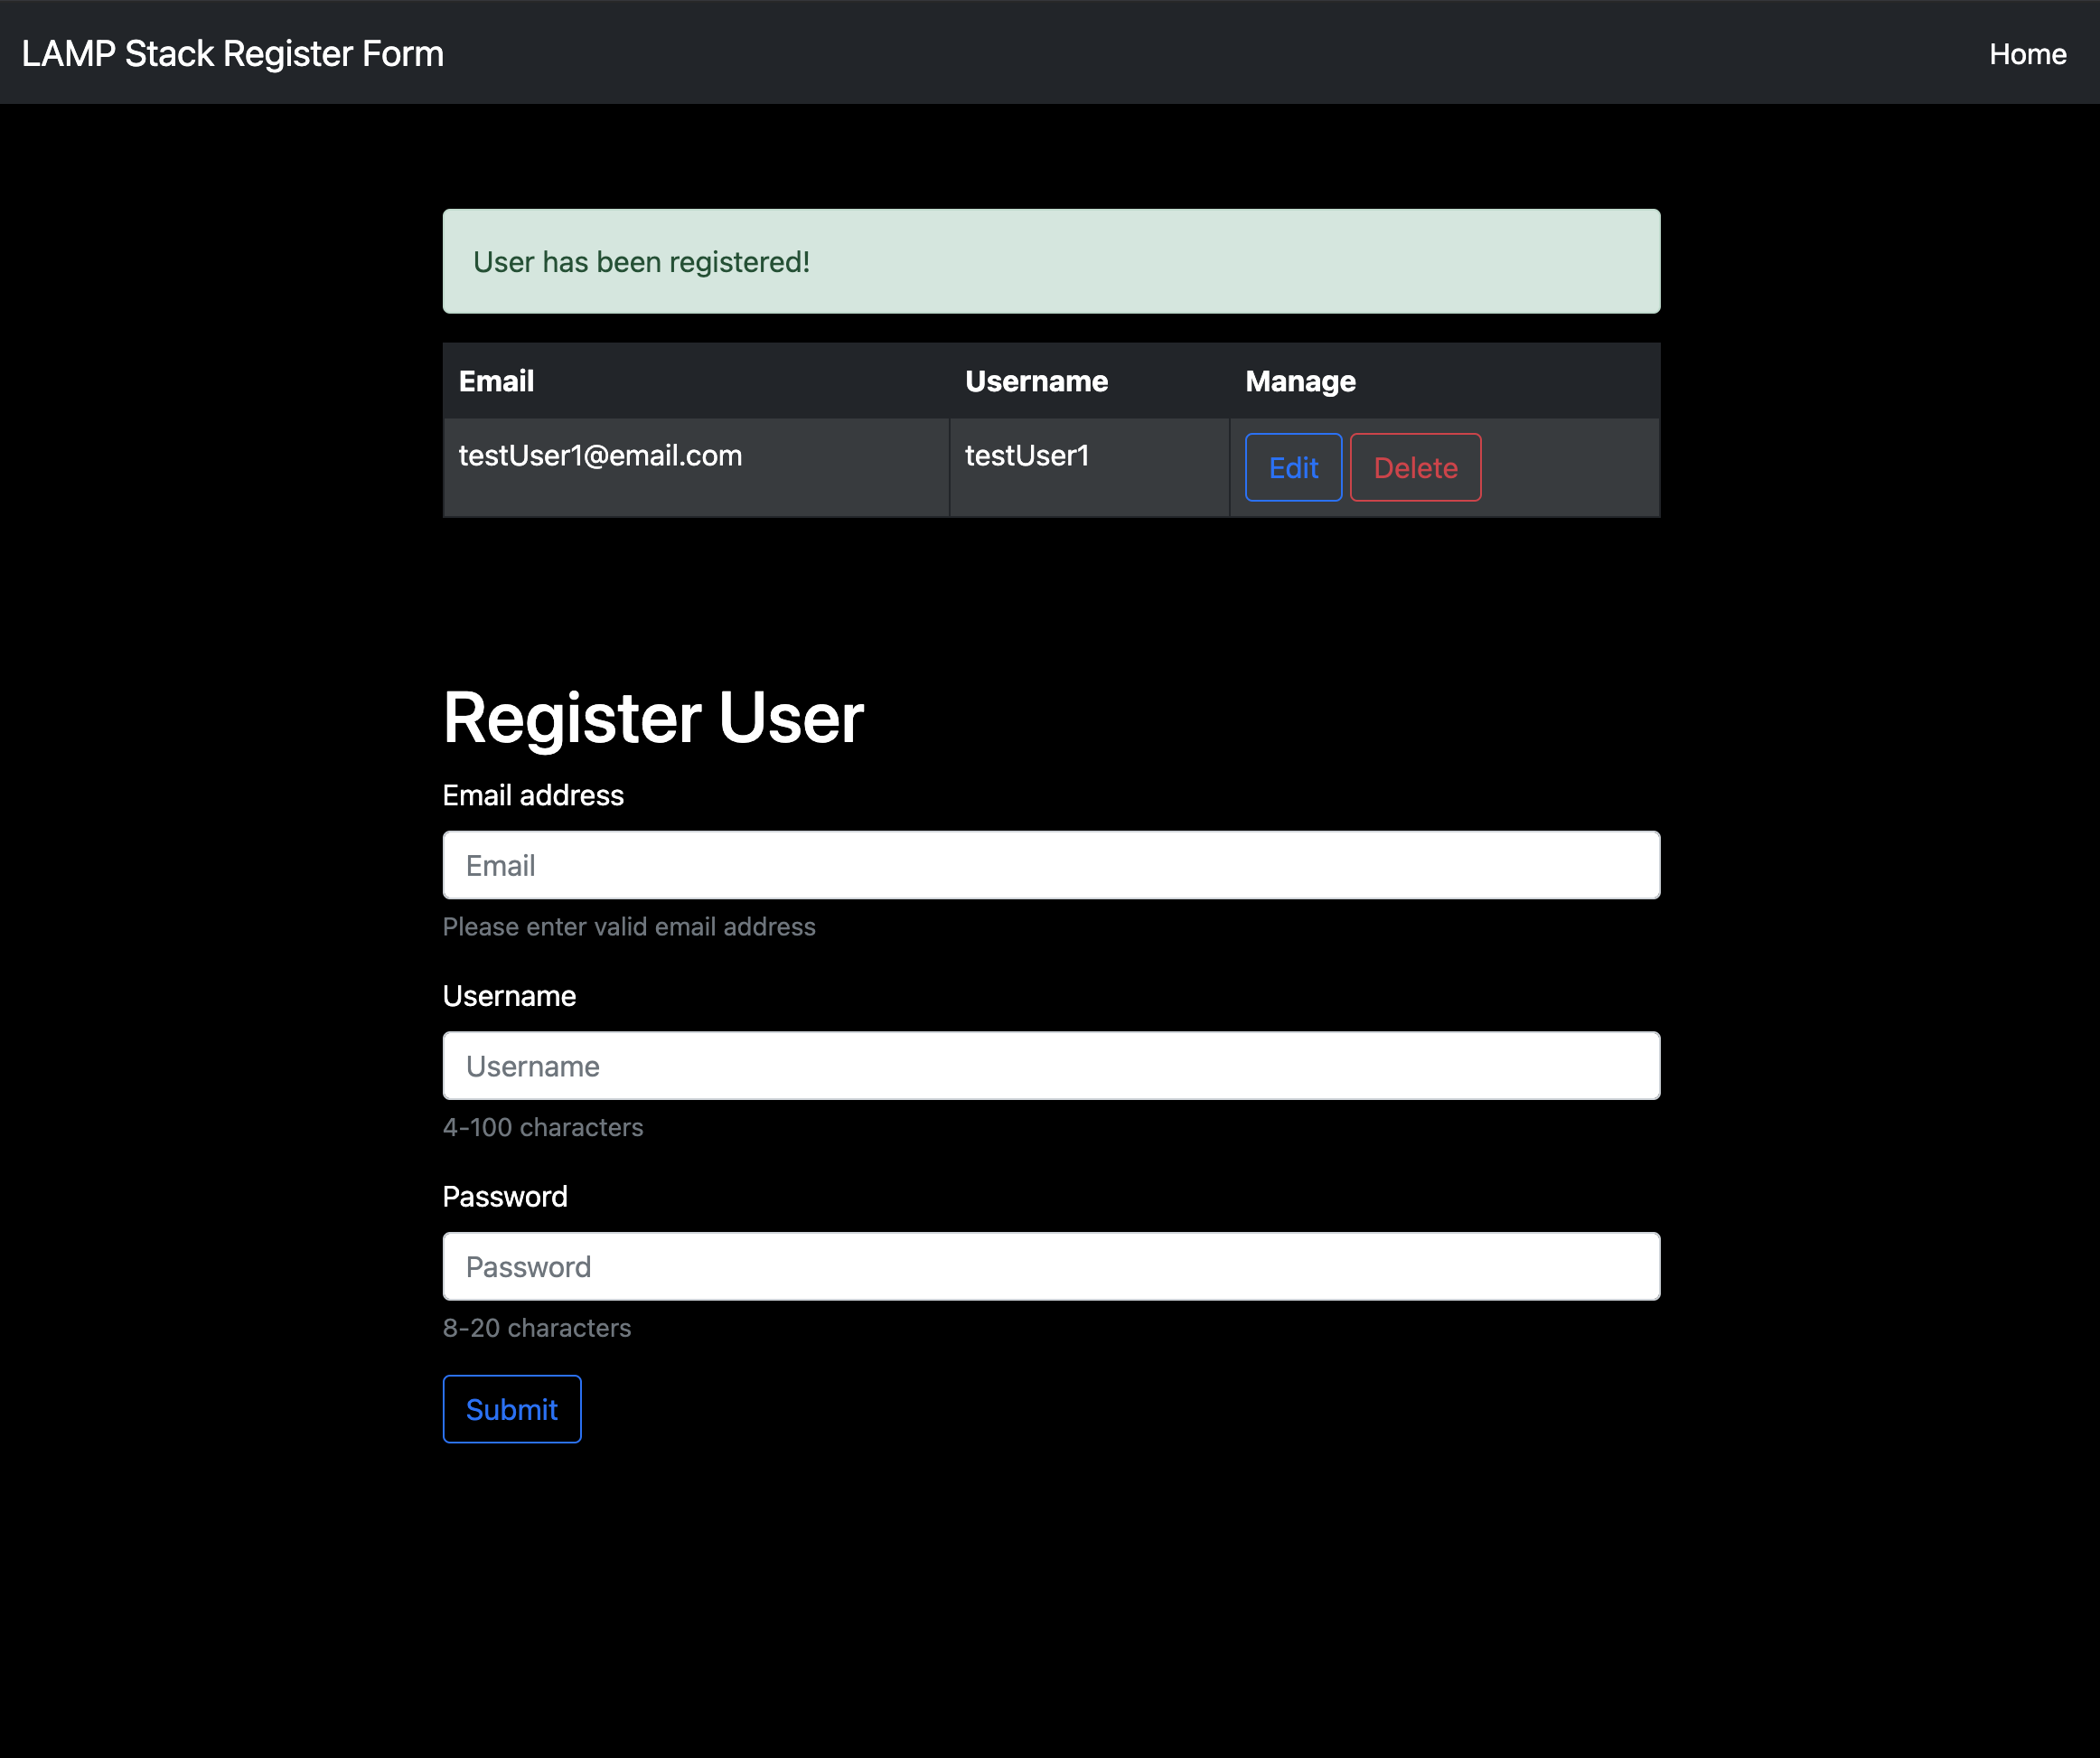 LAMP Stack Register Form Home
User has been registered!
Email Username Manage
testUser1@email.com testUser1 Edit Delete
Register User
Email address
Email
Please enter valid email address
Username
Username
4-100 characters
Password
Password
8-20 characters
Submit